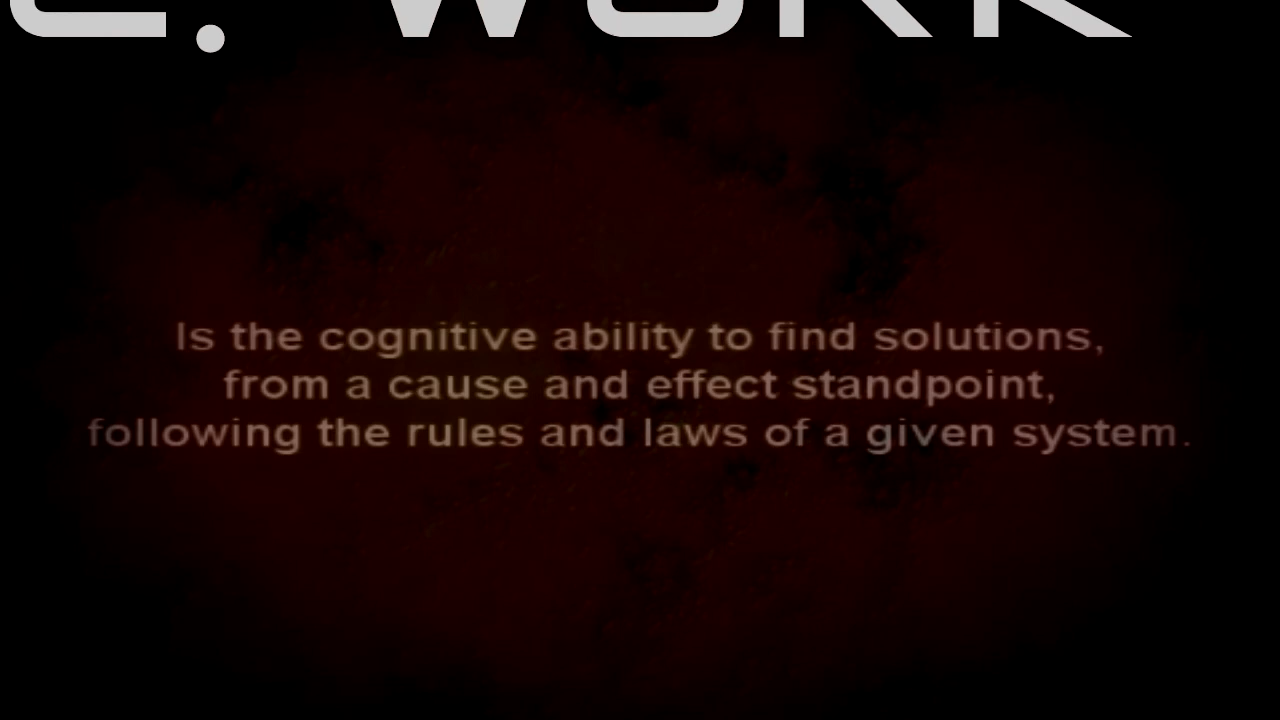 WORK
Is the cognitive ability to find solutions,
from a cause and effect standpoint,
following the rules and laws of a given system.